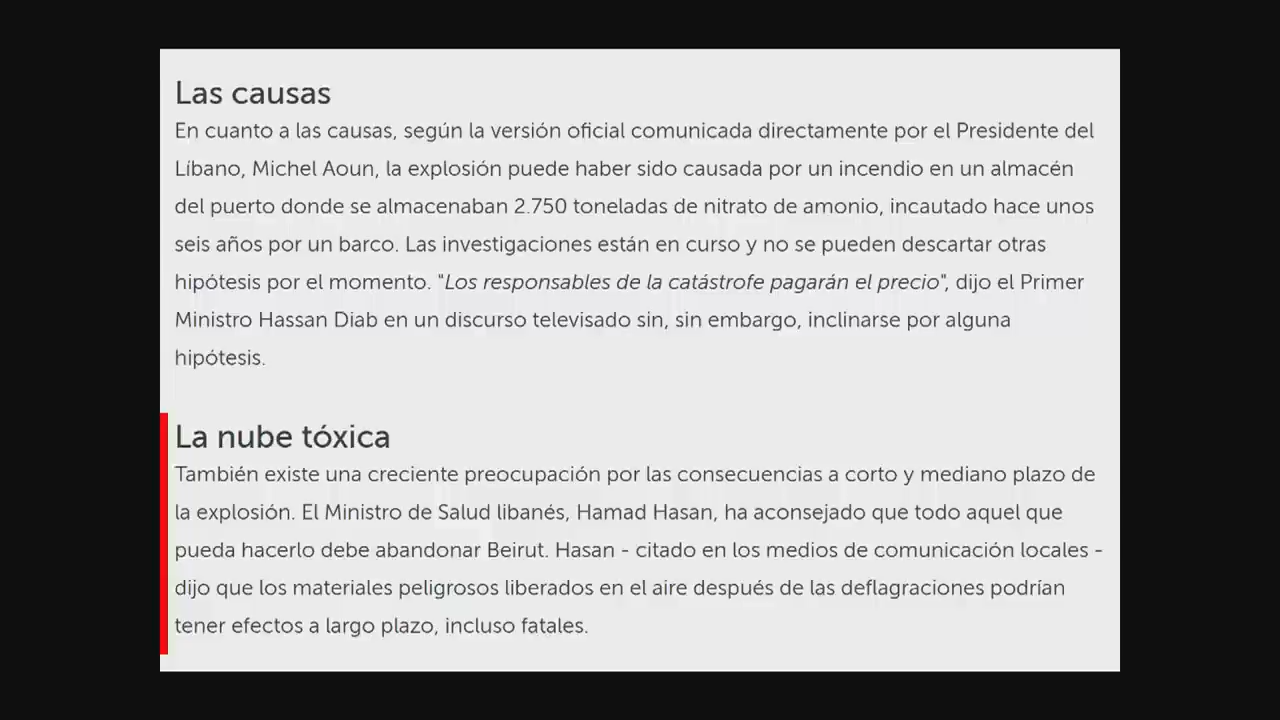 Las causas
En cuanto a las causas, según la versión oficial comunicada directamente por el Presidente del
Líbano, Michel Aoun, la explosión puede haber sido causada por un incendio en un almacén
del puerto donde se almacenaban 2.750 toneladas de nitrato de amonio, incautado hace unos
seis años por un barco. Las investigaciones están en curso y no se pueden descartar otras
hipótesis por el momento. "Los responsables de la catástrofe pagarán el precio", dijo el Primer
Ministro Hassan Diab en un discurso televisado sin, sin embargo, inclinarse por alguna
hipótesis.
La nube tóxica
También existe una creciente preocupación por las consecuencias a corto y mediano plazo de
la explosión. El Ministro de Salud libanés, Hamad Hasan, ha aconsejado que todo aquel que
pueda hacerlo debe abandonar Beirut. Hasan - citado en los medios de comunicación locales -
dijo que los materiales peligrosos liberados en el aire después de las deflagraciones podrían
tener efectos a largo plazo, incluso fatales.